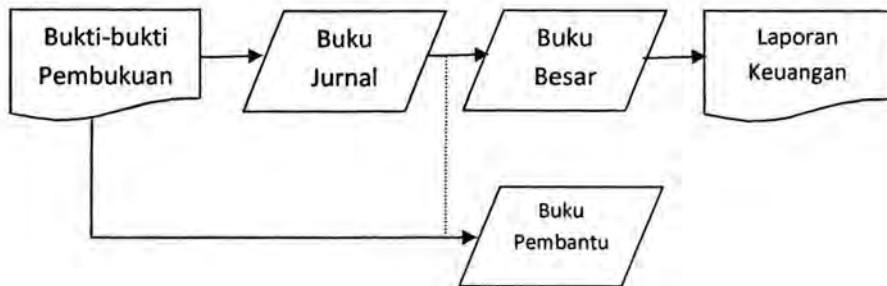 Bukti-bukti
Pembukuan
Buku
Jurnal
Buku
Besar
Laporan
Keuangan
Buku
Pembantu